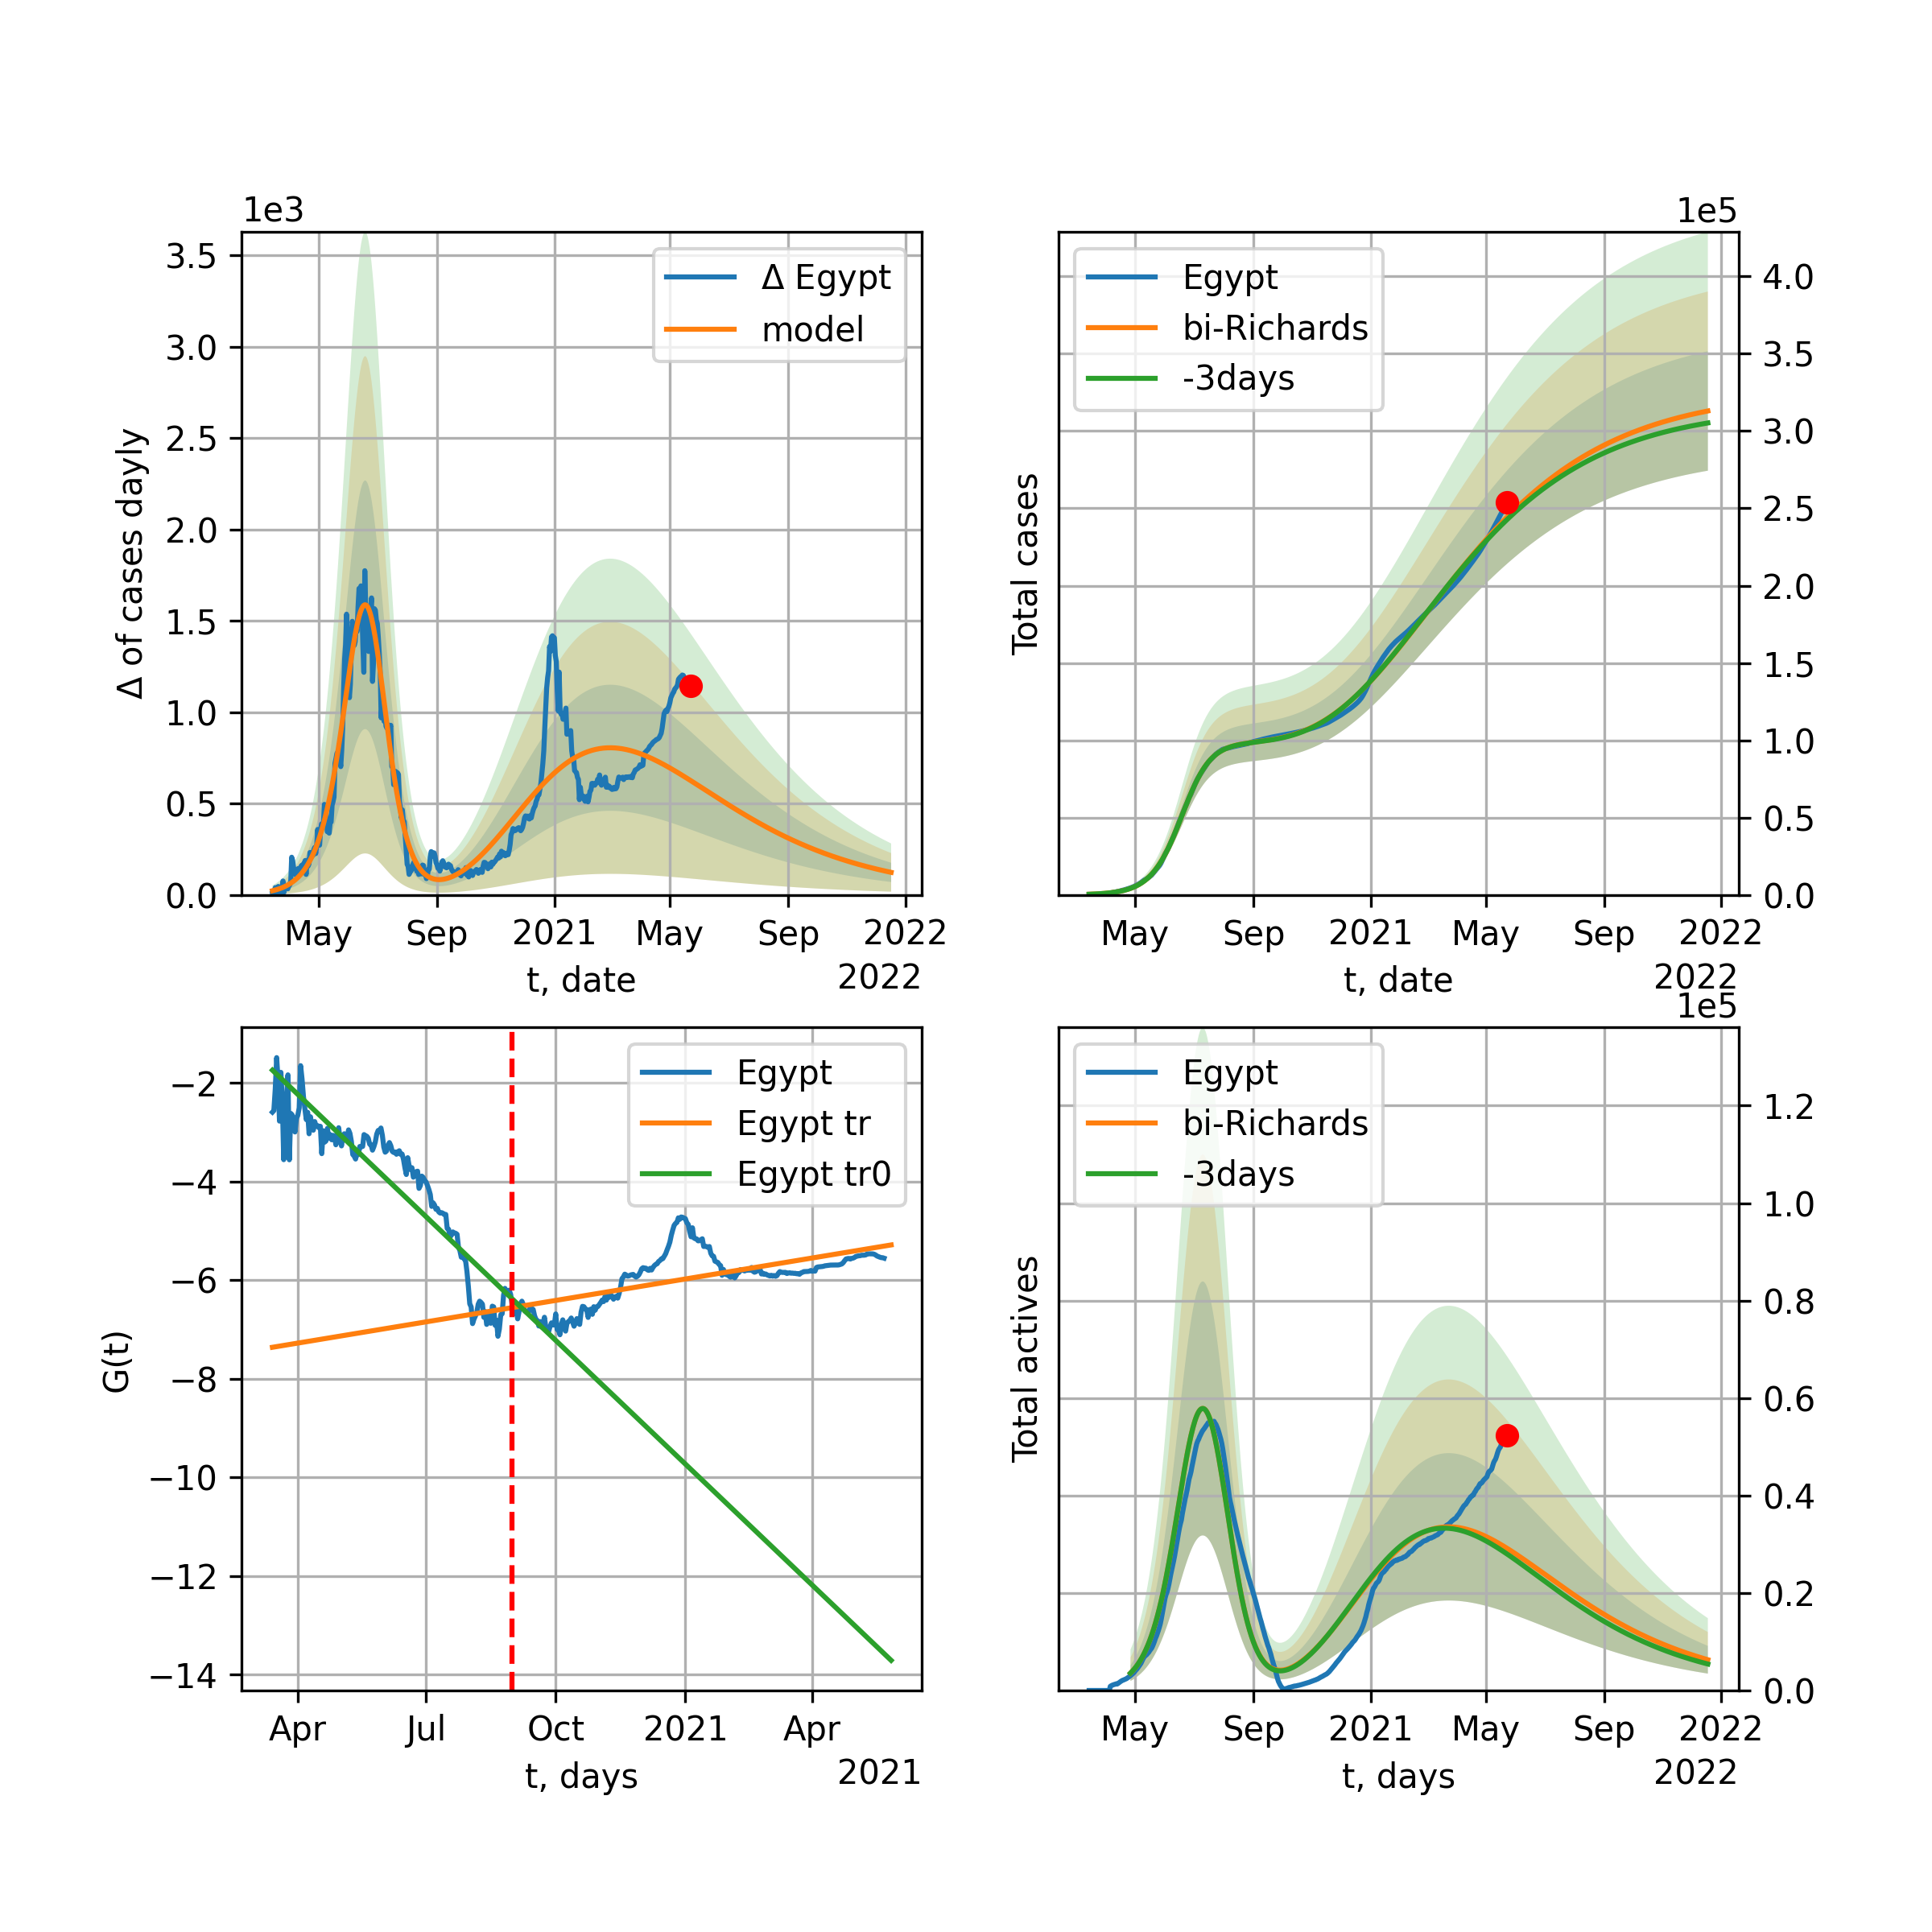 1e3
3.5
3.0
2.5
2.0
1.5
1.0
0.5
0.0
Δ of cases dayly
Δ Egypt
model
May Sep 2021 May Sep 2022
t, date
2022
1e5
Egypt
bi-Richards
-3days
Total cases
4.0
3.5
3.0
2.5
2.0
1.5
1.0
0.5
0.0
May Sep 2021 May Sep 2022
t, date
2022
−2
−4
−6
−8
−10
−12
−14
G(t)
Egypt
Egypt tr
Egypt tr0
Apr Jul Oct 2021 Apr
t, days
2021
1e5
Egypt
bi-Richards
-3days
Total actives
1.2
1.0
0.8
0.6
0.4
0.2
0.0
May Sep 2021 May Sep 2022
t, days
2022